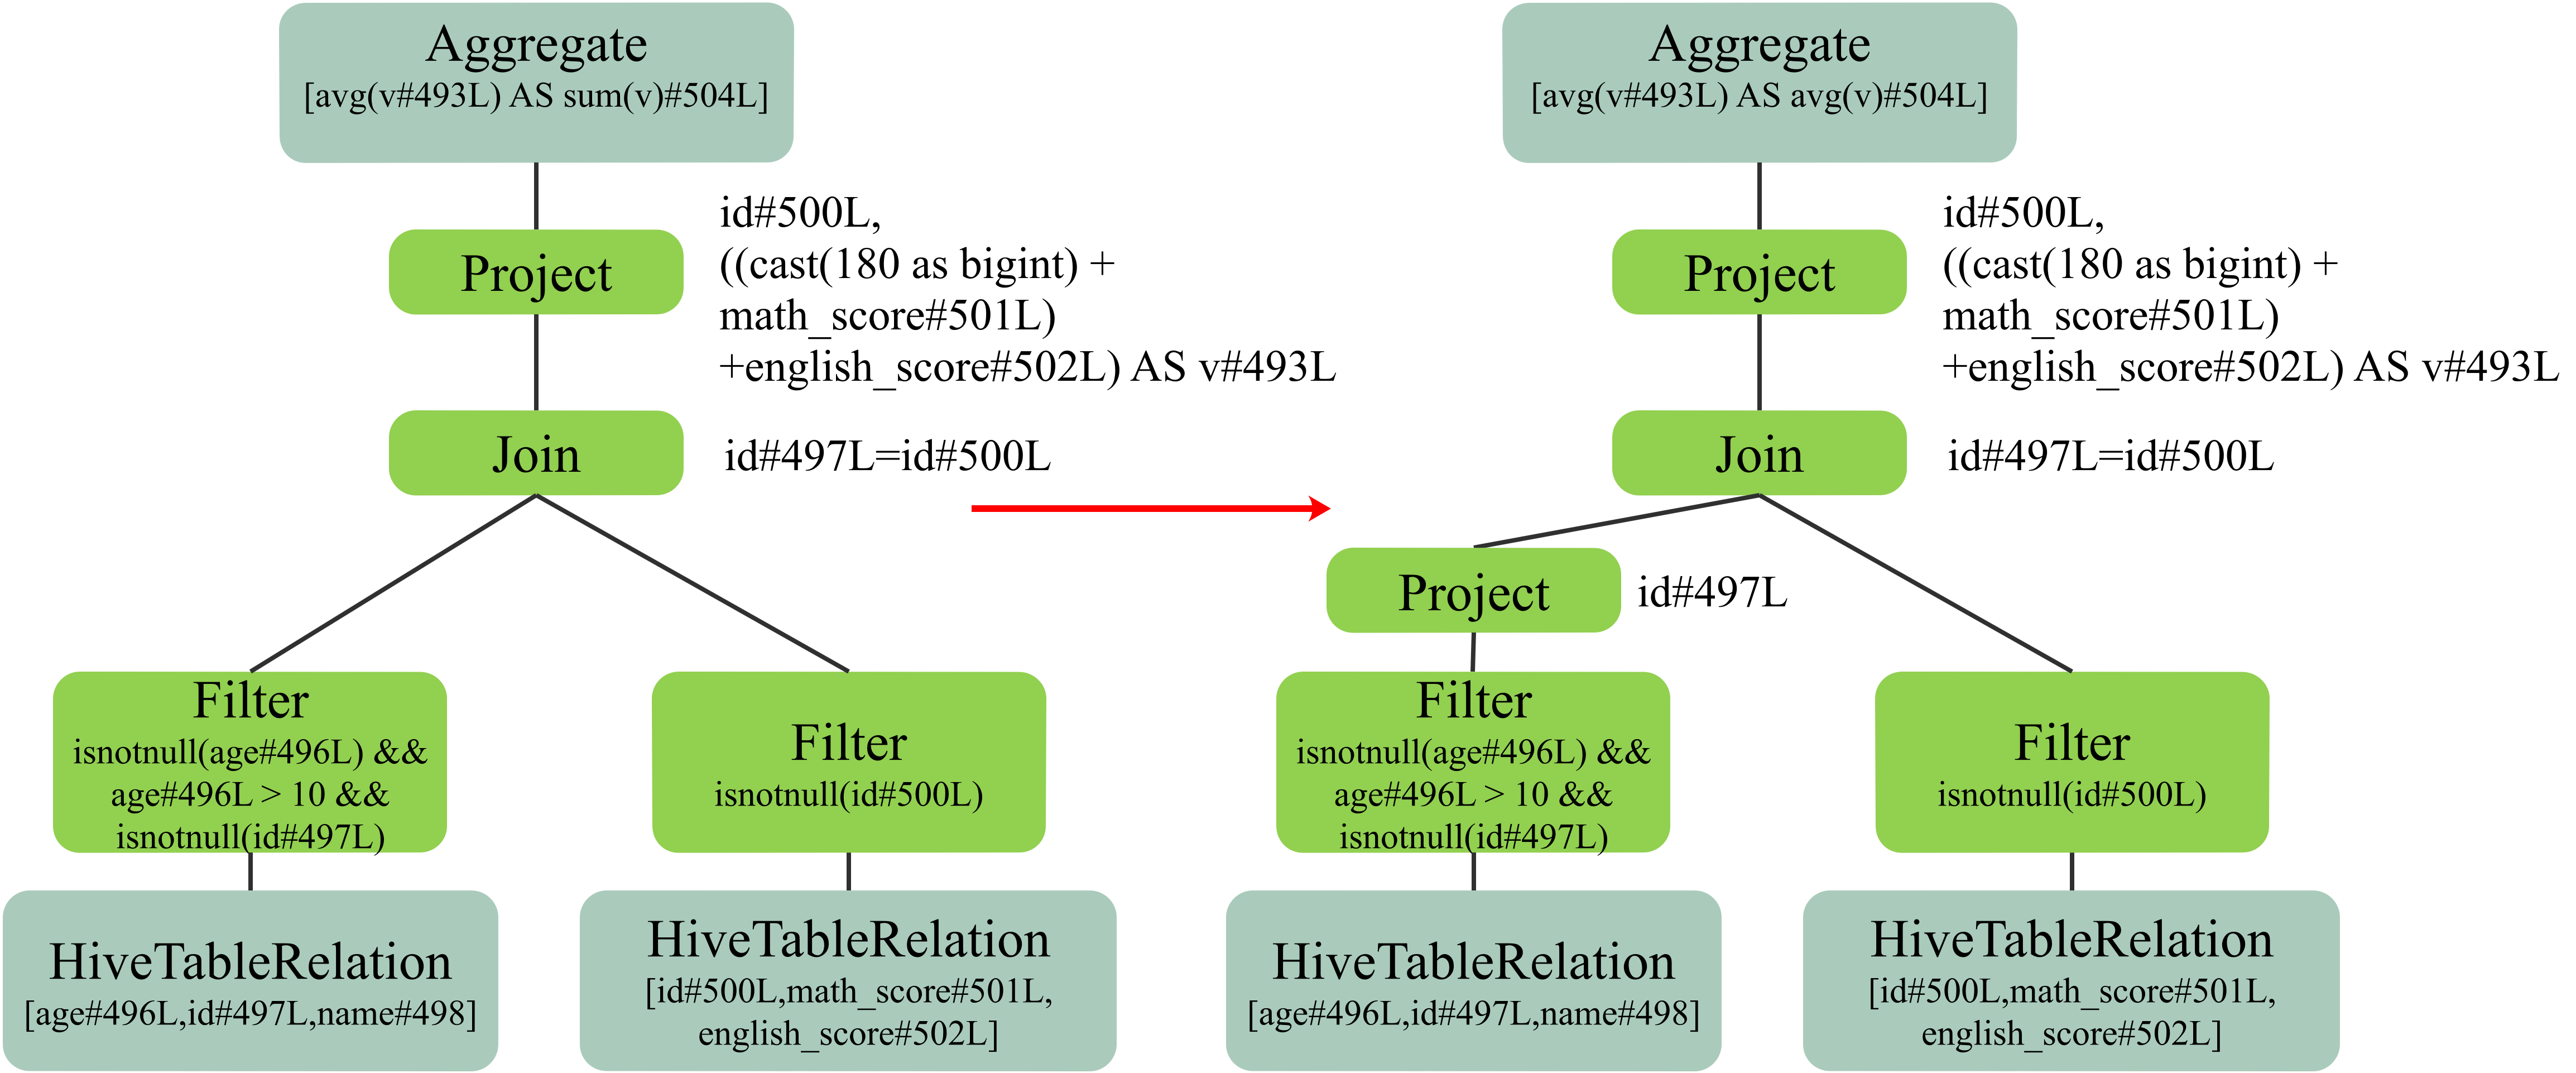 Aggregate
[avg(v#493L) AS sum(v)#504L]
Project
id#500L,
((cast(180 as bigint) +
math_score#501L)
+english_score#502L) AS v#493L
Join
id#497L=id#500L
Filter
isnotnull(age#496L) &&
age#496L > 10 &&
isnotnull(id#497L)
Filter
isnotnull(id#500L)
HiveTableRelation
[age#496L,id#497L,name#498]
HiveTableRelation
[id#500L,math_score#501L,
english_score#502L]
Aggregate
[avg(v#493L) AS avg(v)#504L]
Project
id#500L,
((cast(180 as bigint) +
math_score#501L)
+english_score#502L) AS v#493L
Join
id#497L=id#500L
Project
id#497L
Filter
isnotnull(age#496L) &&
age#496L > 10 &&
isnotnull(id#497L)
Filter
isnotnull(id#500L)
HiveTableRelation
[age#496L,id#497L,name#498]
HiveTableRelation
[id#500L,math_score#501L,
english_score#502L]